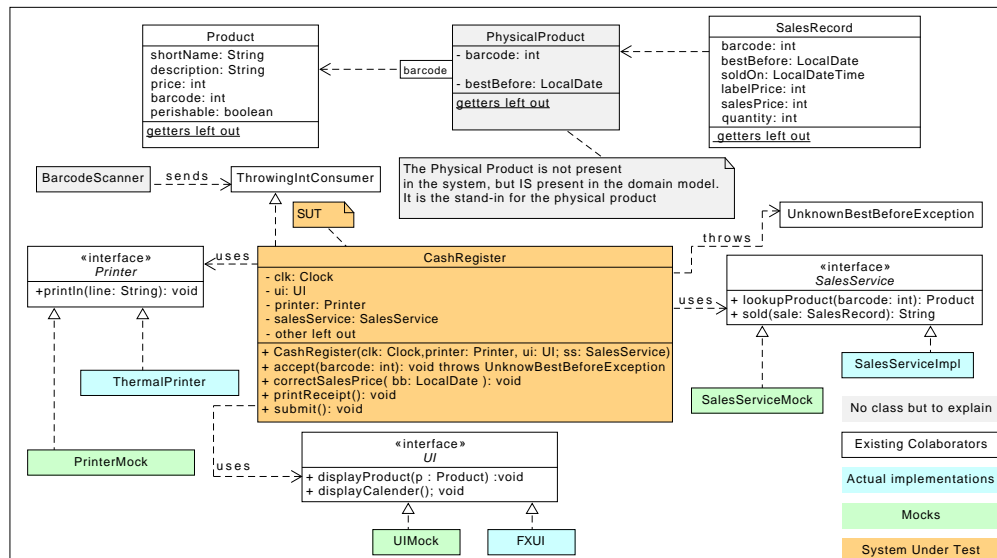 Product
shortName: String
description: String
price: int
barcode: int
perishable: boolean
getters left out
barcode
PhysicalProduct
- barcode: int
- bestBefore: LocalDate
getters left out
SalesRecord
barcode: int
bestBefore: LocalDate
soldOn: LocalDateTime
labelPrice: int
salesPrice: int
quantity: int
getters left out
The Physical Product is not present
in the system, but IS present in the domain model.
It is the stand-in for the physical product
BarcodeScanner
sends
ThrowingIntConsumer
SUT
UnknownBestBeforeException
throws
«interface»
Printer
+println(line: String): void
uses
CashRegister
- clk: Clock
- ui: UI
- printer: Printer
- salesService: SalesService
- other left out
+ CashRegister(clk: Clock,printer: Printer, ui: UI; ss: SalesService)
+ accept(barcode: int): void throws UnknowBestBeforeException
+ correctSalesPrice( bb: LocalDate ): void
+ printReceipt(): void
+ submit(): void
uses
«interface»
SalesService
+ lookupProduct(barcode: int): Product
+ sold(sale: SalesRecord): String
ThermalPrinter
PrinterMock
SalesServiceImpl
SalesServiceMock
uses
«interface»
UI
+ displayProduct(p : Product) :void
+ displayCalender(); void
UIMock
FXUI
No class but to explain
Existing Colaborators
Actual implementations
Mocks
System Under Test